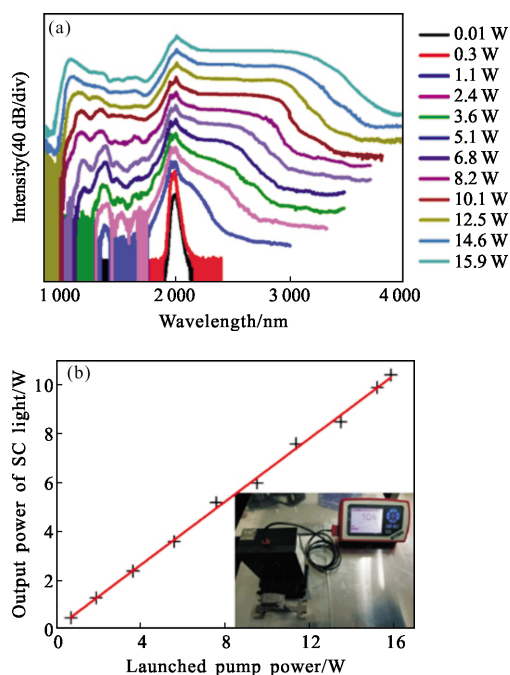 (a)
Intensity(40 dB/div)
1 000
2 000
3 000
4 000
Wavelength/nm
0.01 W
0.3 W
1.1 W
2.4 W
3.6 W
5.1 W
6.8 W
8.2 W
10.1 W
12.5 W
14.6 W
15.9 W
(b)
Output power of SC light/W
10
8
6
4
2
0
0
4
8
12
16
Launched pump power/W